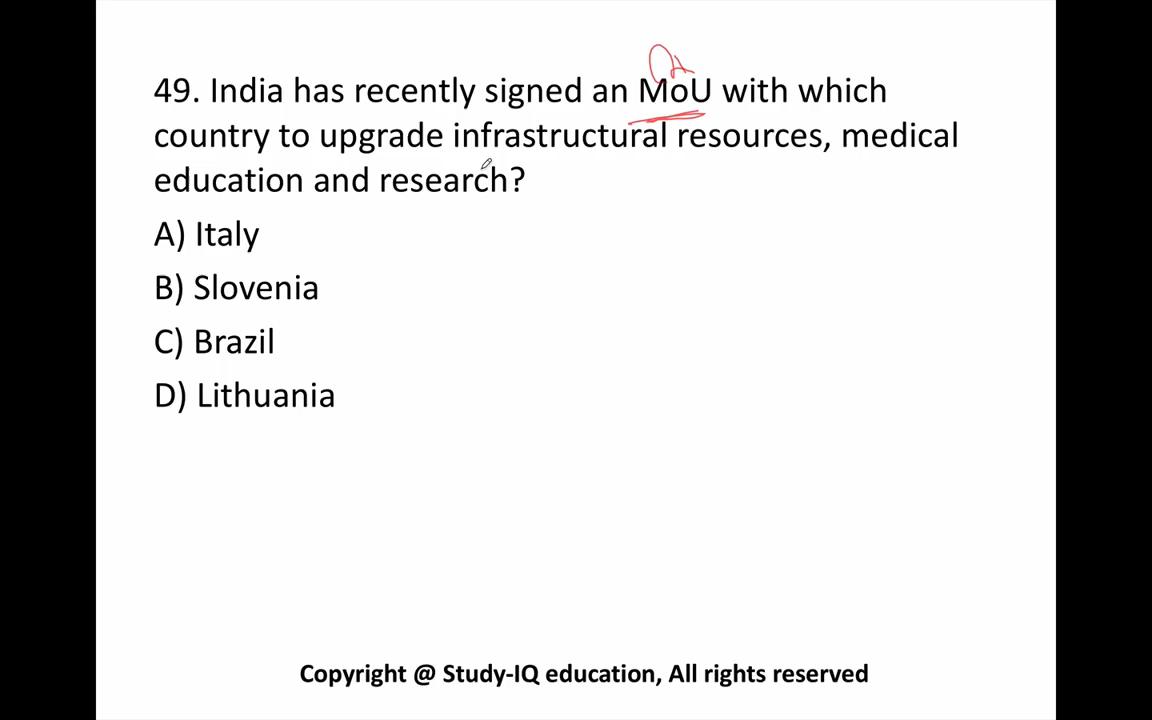 49. India has recently signed an MoU with which
country to upgrade infrastructural resources, medical
education and research?
A) Italy
B) Slovenia
C) Brazil
D) Lithuania
Copyright @ Study-IQ education, All rights reserved